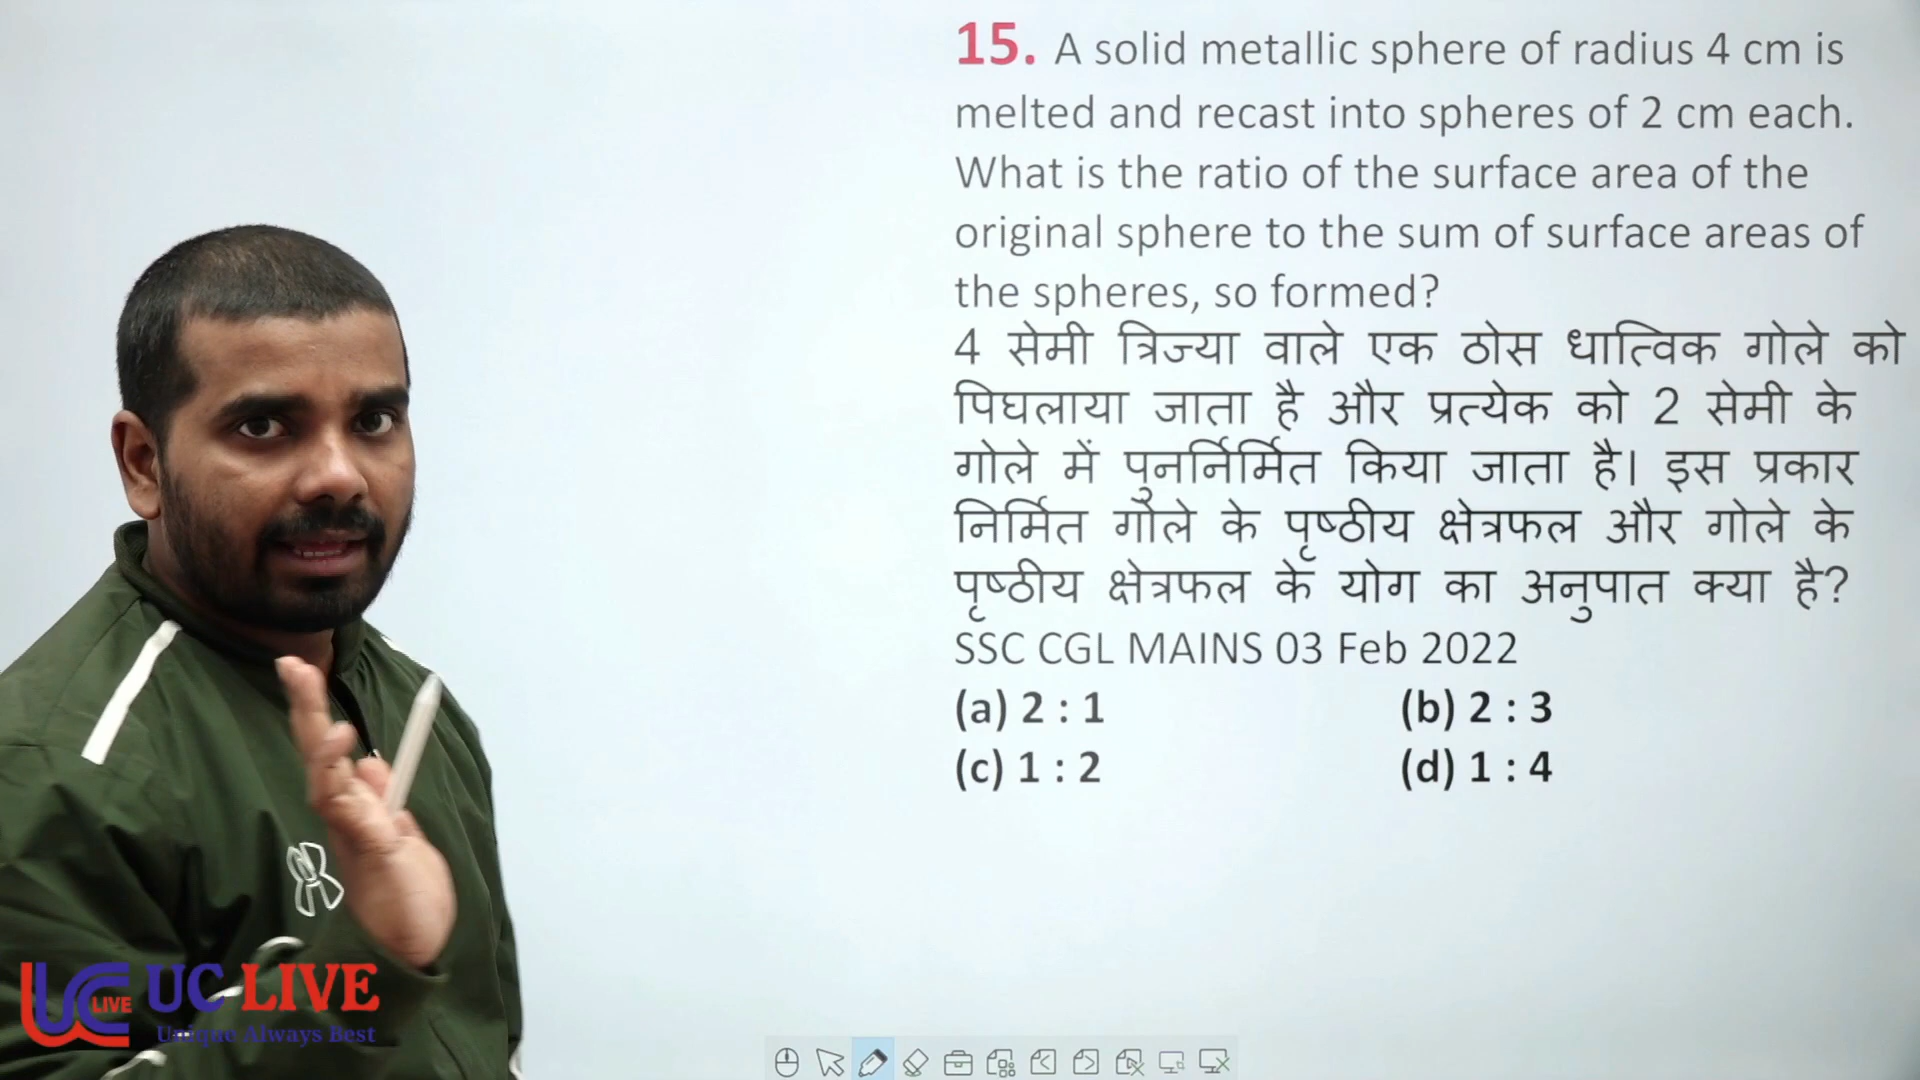 15. A solid metallic sphere of radius 4 cm is
melted and recast into spheres of 2 cm each.
What is the ratio of the surface area of the
original sphere to the sum of surface areas of
the spheres, so formed?
4 सेमी त्रिज्या वाले एक ठोस धात्विक गोले को
पिघलाया जाता है और प्रत्येक को 2 सेमी के
गोले में पुनर्निर्मित किया जाता है। इस प्रकार
निर्मित गोले के पृष्ठीय क्षेत्रफल और गोले के
पृष्ठीय क्षेत्रफल के योग का अनुपात क्या है?
SSC CGL MAINS 03 Feb 2022
(a) 2 : 1 (b) 2 : 3
(c) 1 : 2 (d) 1 : 4
UC LIVE UC LIVE
Unique Always Best